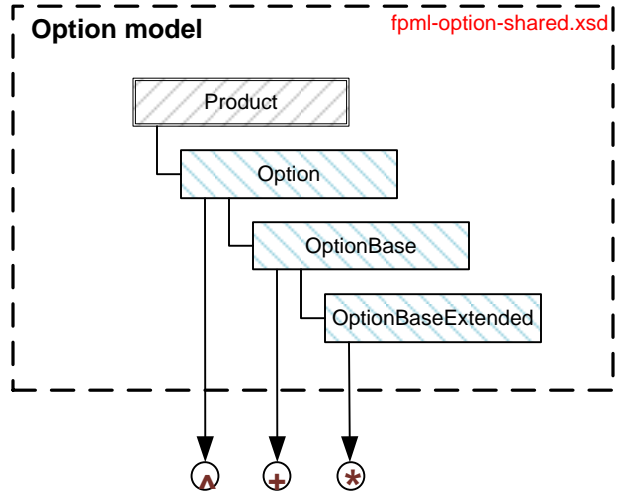 Option model
fpml-option-shared.xsd
Product
Option
OptionBase
OptionBaseExtended
^
+
*